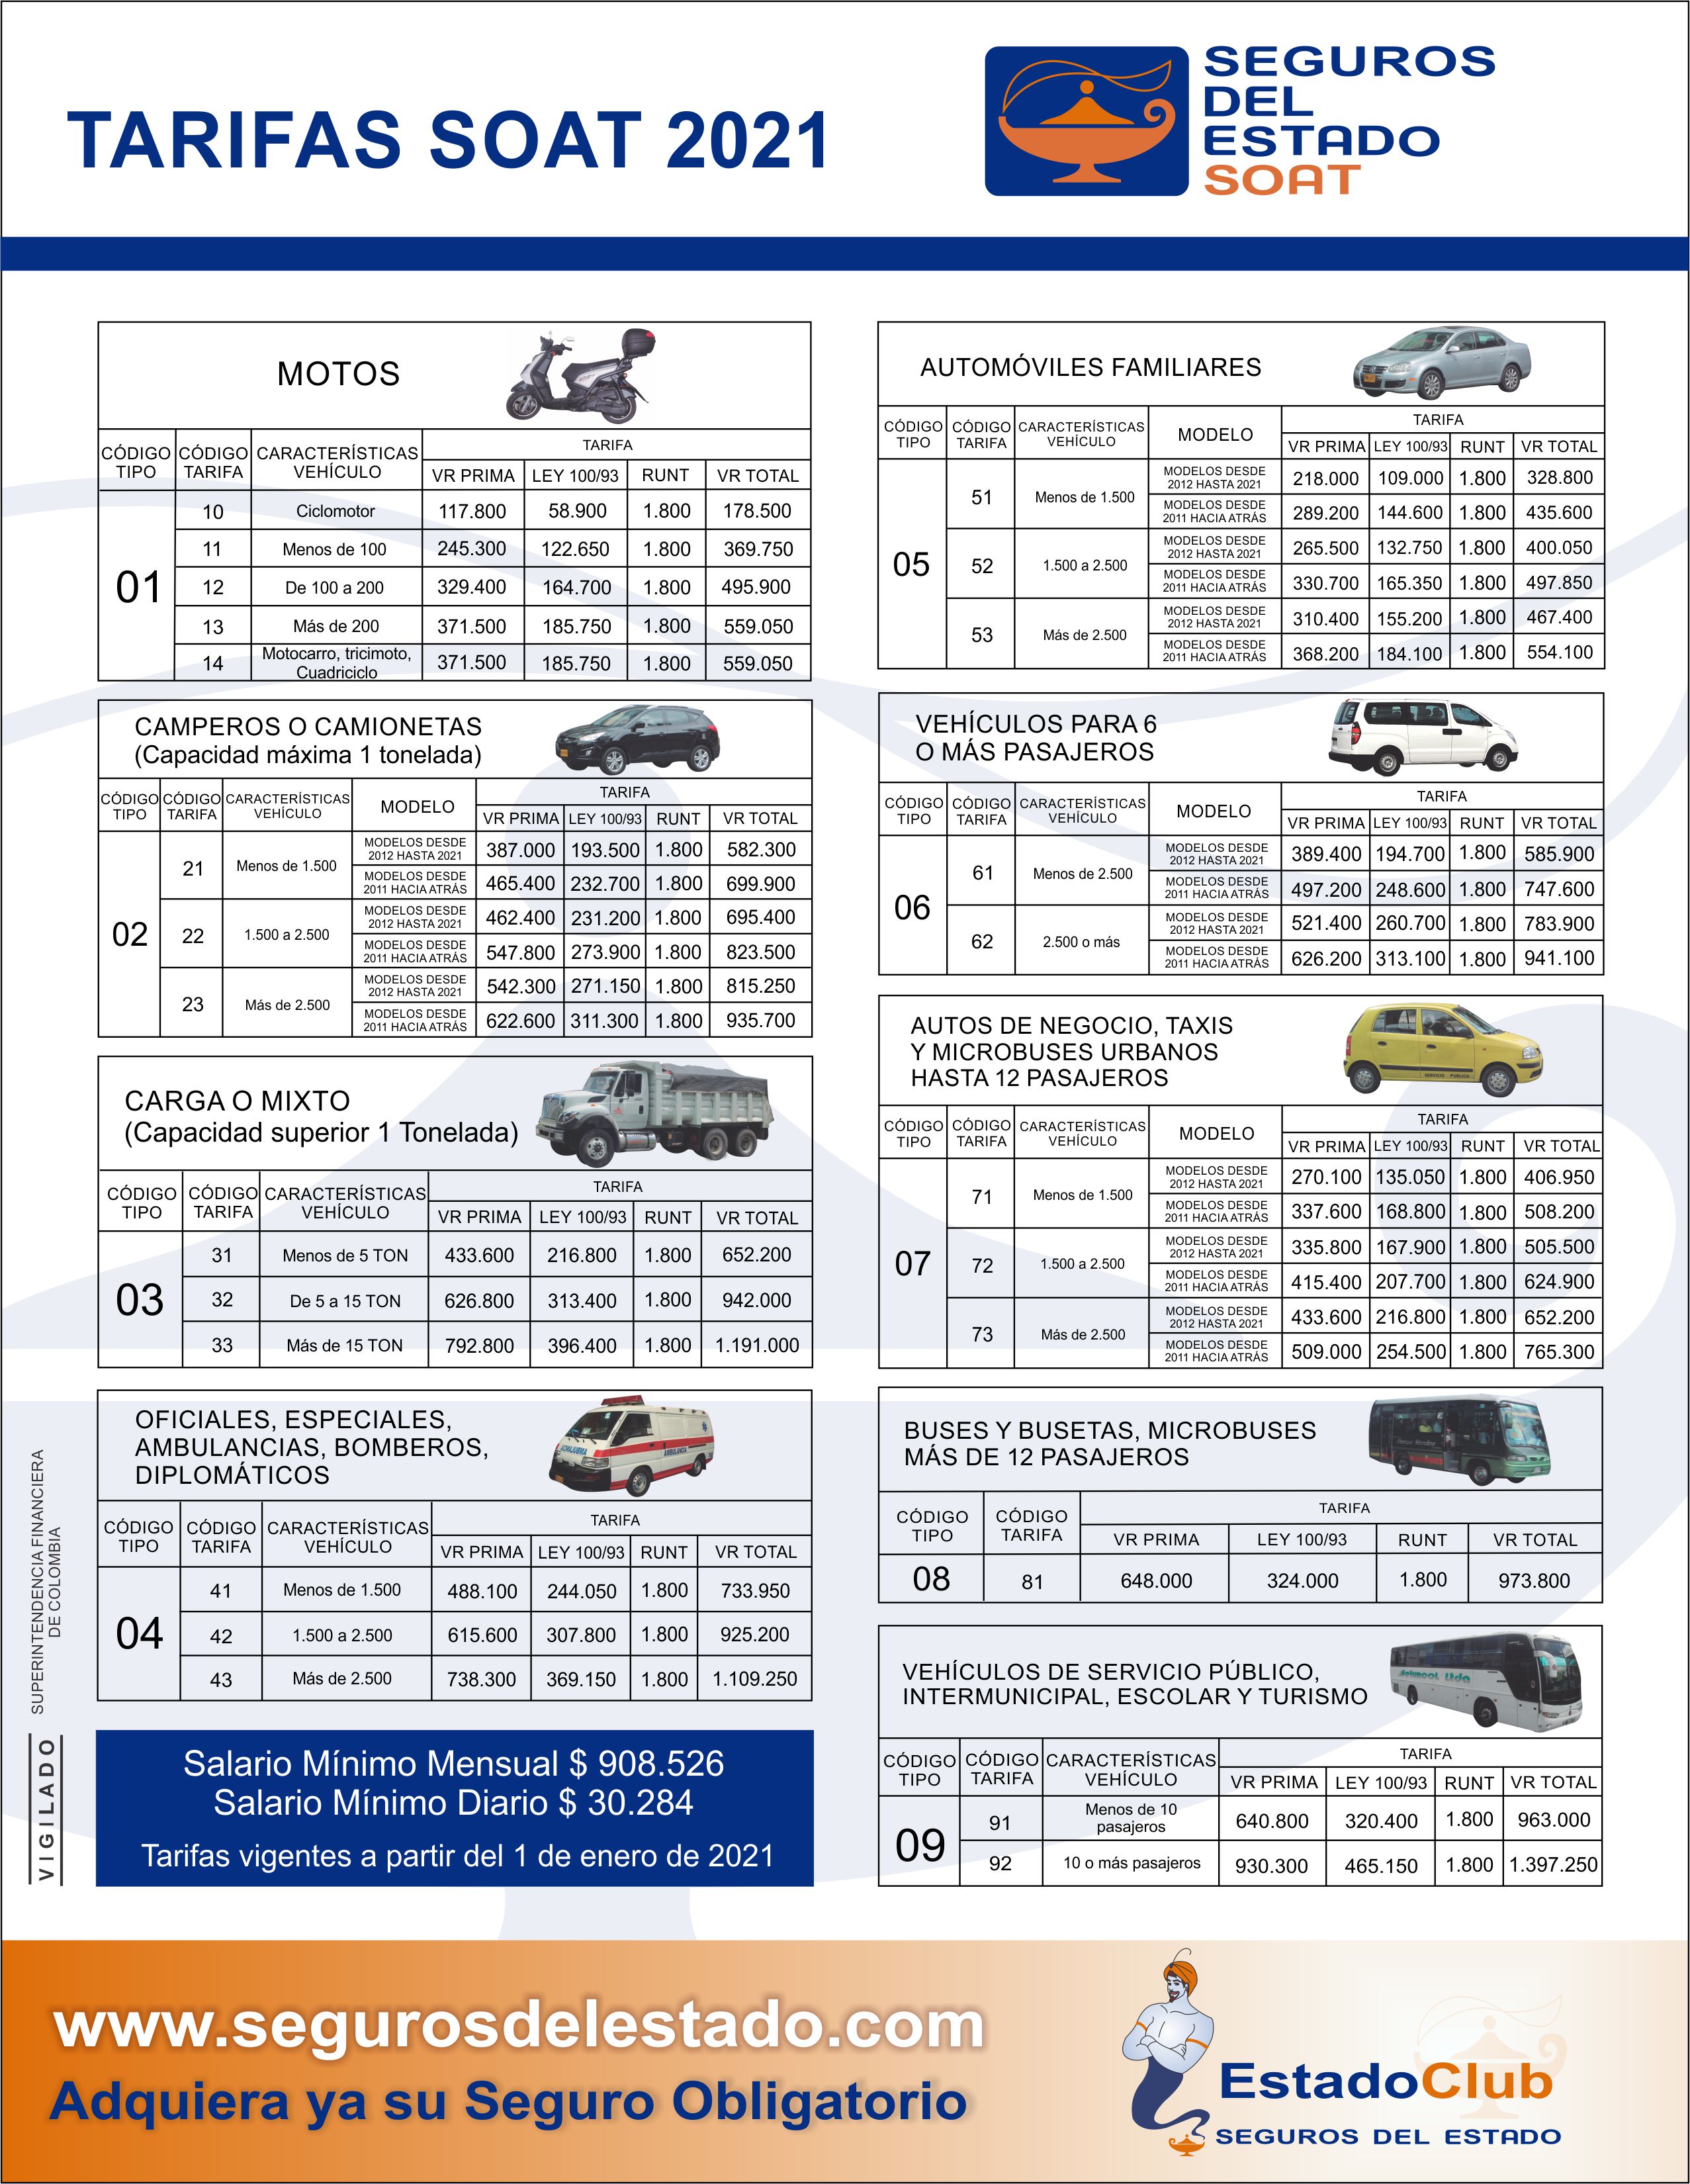 TARIFAS SOAT 2021
SEGUROS
DEL
ESTADO
SOAT
MOTOS
CÓDIGO TIPO CÓDIGO TARIFA CARACTERÍSTICAS VEHÍCULO TARIFA
VR PRIMA LEY 100/93 RUNT VR TOTAL
01
10 Ciclomotor 117.800 58.900 1.800 178.500
11 Menos de 100 245.300 122.650 1.800 369.750
12 De 100 a 200 329.400 164.700 1.800 495.900
13 Más de 200 371.500 185.750 1.800 559.050
14 Motocarro, tricimoto, Cuadriciclo 371.500 185.750 1.800 559.050
CAMPEROS O CAMIONETAS
(Capacidad máxima 1 tonelada)
CÓDIGO TIPO CÓDIGO TARIFA CARACTERÍSTICAS VEHÍCULO MODELO TARIFA
VR PRIMA LEY 100/93 RUNT VR TOTAL
02
21 Menos de 1.500 MODELOS DESDE 2012 HASTA 2021 387.000 193.500 1.800 582.300
MODELOS DESDE 2011 HACIA ATRÁS 465.400 232.700 1.800 699.900
22 1.500 a 2.500 MODELOS DESDE 2012 HASTA 2021 462.400 231.200 1.800 695.400
MODELOS DESDE 2011 HACIA ATRÁS 547.800 273.900 1.800 823.500
23 Más de 2.500 MODELOS DESDE 2012 HASTA 2021 542.300 271.150 1.800 815.250
MODELOS DESDE 2011 HACIA ATRÁS 622.600 311.300 1.800 935.700
CARGA O MIXTO
(Capacidad superior 1 Tonelada)
CÓDIGO TIPO CÓDIGO TARIFA CARACTERÍSTICAS VEHÍCULO TARIFA
VR PRIMA LEY 100/93 RUNT VR TOTAL
03
31 Menos de 5 TON 433.600 216.800 1.800 652.200
32 De 5 a 15 TON 626.800 313.400 1.800 942.000
33 Más de 15 TON 792.800 396.400 1.800 1.191.000
OFICIALES, ESPECIALES,
AMBULANCIAS, BOMBEROS,
DIPLOMÁTICOS
AMBULANCIA
CÓDIGO TIPO CÓDIGO TARIFA CARACTERÍSTICAS VEHÍCULO TARIFA
VR PRIMA LEY 100/93 RUNT VR TOTAL
04
41 Menos de 1.500 488.100 244.050 1.800 733.950
42 1.500 a 2.500 615.600 307.800 1.800 925.200
43 Más de 2.500 738.300 369.150 1.800 1.109.250
Salario Mínimo Mensual $ 908.526
Salario Mínimo Diario $ 30.284
Tarifas vigentes a partir del 1 de enero de 2021
VIGILADO
SUPERINTENDENCIA FINANCIERA
DE COLOMBIA
AUTOMÓVILES FAMILIARES
CÓDIGO TIPO CÓDIGO TARIFA CARACTERÍSTICAS VEHÍCULO MODELO TARIFA
VR PRIMA LEY 100/93 RUNT VR TOTAL
05
51 Menos de 1.500 MODELOS DESDE 2012 HASTA 2021 218.000 109.000 1.800 328.800
MODELOS DESDE 2011 HACIA ATRÁS 289.200 144.600 1.800 435.600
52 1.500 a 2.500 MODELOS DESDE 2012 HASTA 2021 265.500 132.750 1.800 400.050
MODELOS DESDE 2011 HACIA ATRÁS 330.700 165.350 1.800 497.850
53 Más de 2.500 MODELOS DESDE 2012 HASTA 2021 310.400 155.200 1.800 467.400
MODELOS DESDE 2011 HACIA ATRÁS 368.200 184.100 1.800 554.100
VEHÍCULOS PARA 6
O MÁS PASAJEROS
CÓDIGO TIPO CÓDIGO TARIFA CARACTERÍSTICAS VEHÍCULO MODELO TARIFA
VR PRIMA LEY 100/93 RUNT VR TOTAL
06
61 Menos de 2.500 MODELOS DESDE 2012 HASTA 2021 389.400 194.700 1.800 585.900
MODELOS DESDE 2011 HACIA ATRÁS 497.200 248.600 1.800 747.600
62 2.500 o más MODELOS DESDE 2012 HASTA 2021 521.400 260.700 1.800 783.900
MODELOS DESDE 2011 HACIA ATRÁS 626.200 313.100 1.800 941.100
AUTOS DE NEGOCIO, TAXIS
Y MICROBUSES URBANOS
HASTA 12 PASAJEROS
SERVICIO PÚBLICO
CÓDIGO TIPO CÓDIGO TARIFA CARACTERÍSTICAS VEHÍCULO MODELO TARIFA
VR PRIMA LEY 100/93 RUNT VR TOTAL
07
71 Menos de 1.500 MODELOS DESDE 2012 HASTA 2021 270.100 135.050 1.800 406.950
MODELOS DESDE 2011 HACIA ATRÁS 337.600 168.800 1.800 508.200
72 1.500 a 2.500 MODELOS DESDE 2012 HASTA 2021 335.800 167.900 1.800 505.500
MODELOS DESDE 2011 HACIA ATRÁS 415.400 207.700 1.800 624.900
73 Más de 2.500 MODELOS DESDE 2012 HASTA 2021 433.600 216.800 1.800 652.200
MODELOS DESDE 2011 HACIA ATRÁS 509.000 254.500 1.800 765.300
BUSES Y BUSETAS, MICROBUSES
MÁS DE 12 PASAJEROS
CÓDIGO TIPO CÓDIGO TARIFA TARIFA
VR PRIMA LEY 100/93 RUNT VR TOTAL
08 81 648.000 324.000 1.800 973.800
VEHÍCULOS DE SERVICIO PÚBLICO,
INTERMUNICIPAL, ESCOLAR Y TURISMO
CÓDIGO TIPO CÓDIGO TARIFA CARACTERÍSTICAS VEHÍCULO TARIFA
VR PRIMA LEY 100/93 RUNT VR TOTAL
09
91 Menos de 10 pasajeros 640.800 320.400 1.800 963.000
92 10 o más pasajeros 930.300 465.150 1.800 1.397.250
www.segurosdelestado.com
Adquiera ya su Seguro Obligatorio
EstadoClub
SEGUROS DEL ESTADO